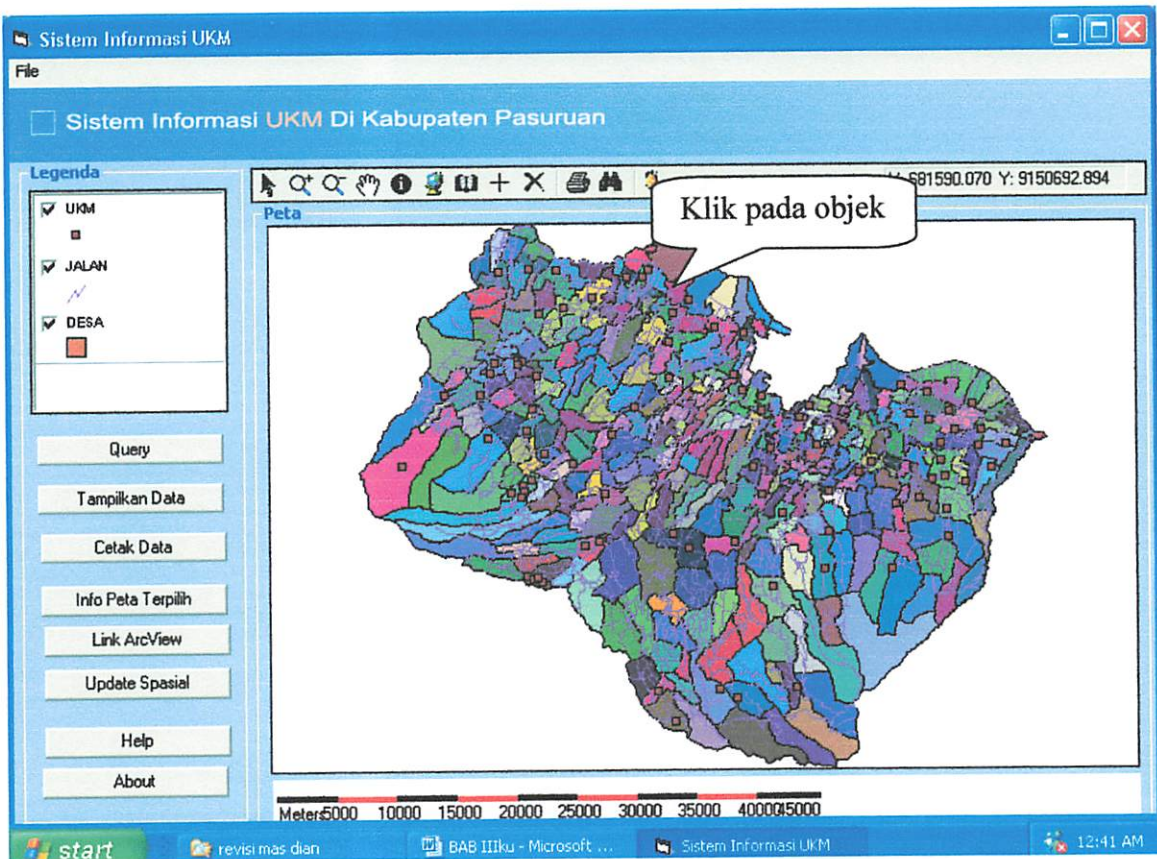 Sistem Informasi UKM
File
Sistem Informasi UKM Di Kabupaten Pasuruan
Legenda
UKM
JALAN
DESA
Query
Tampilkan Data
Cetak Data
Info Peta Terpilih
Link ArcView
Update Spasial
Help
About
681590.070 Y: 9150692.894
Peta
Klik pada objek
Meters5000 10000 15000 20000 25000 30000 35000 4000045000
start revisi mas dian BAB IIIku - Microsoft ... Sistem Informasi UKM 12:41 AM